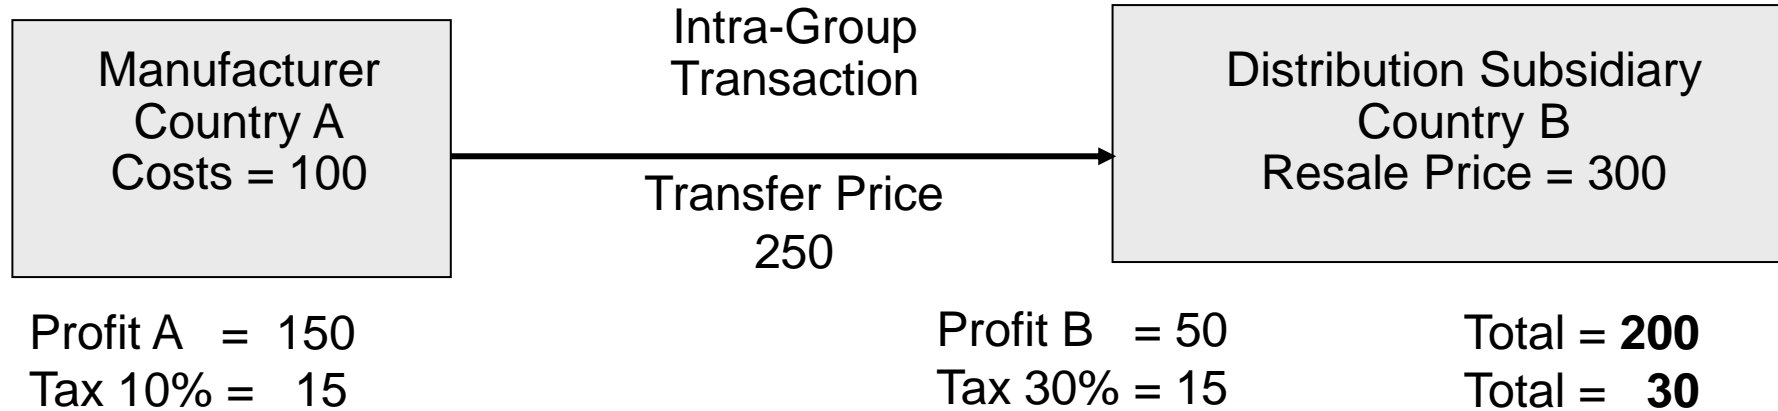 Manufacturer
Country A
Costs = 100
Intra-Group
Transaction
Transfer Price
250
Distribution Subsidiary
Country B
Resale Price = 300
Profit A = 150
Tax 10% = 15
Profit B = 50
Tax 30% = 15
Total = 200
Total = 30